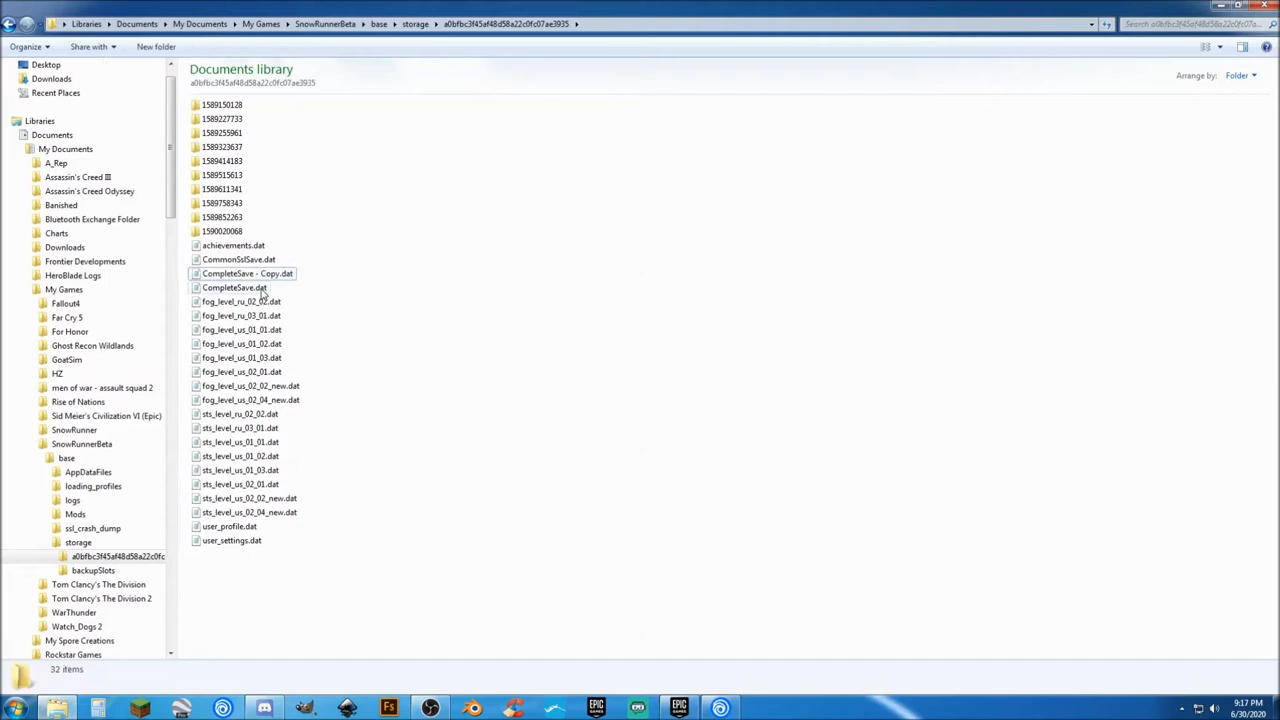 Libraries ▸ Documents ▸ My Documents ▸ My Games ▸ SnowRunnerBeta ▸ base ▸ storage ▸ a0bfbc3f45af48d58a22c0fc07ae3935 ▸
Search a0bfbc3f45af48d58a22c0fc07a...
Organize Share with New folder
Desktop
Downloads
Recent Places
Libraries
Documents
My Documents
A_Rep
Assassin's Creed III
Assassin's Creed Odyssey
Banished
Bluetooth Exchange Folder
Charts
Downloads
Frontier Developments
HeroBlade Logs
My Games
Fallout4
Far Cry 5
For Honor
Ghost Recon Wildlands
GoatSim
HZ
men of war - assault squad 2
Rise of Nations
Sid Meier's Civilization VI (Epic)
SnowRunner
SnowRunnerBeta
base
AppDataFiles
loading_profiles
logs
Mods
ssl_crash_dump
storage
a0bfbc3f45af48d58a22c0fc
backupSlots
Tom Clancy's The Division
Tom Clancy's The Division 2
WarThunder
Watch_Dogs 2
My Spore Creations
Rockstar Games
Documents library
a0bfbc3f45af48d58a22c0fc07ae3935
Arrange by: Folder
1589150128
1589227733
1589255961
1589323637
1589414183
1589515613
1589611341
1589758343
1589852263
1590020068
achievements.dat
CommonSslSave.dat
CompleteSave - Copy.dat
CompleteSave.dat
fog_level_ru_02_02.dat
fog_level_ru_03_01.dat
fog_level_us_01_01.dat
fog_level_us_01_02.dat
fog_level_us_01_03.dat
fog_level_us_02_01.dat
fog_level_us_02_02_new.dat
fog_level_us_02_04_new.dat
sts_level_ru_02_02.dat
sts_level_ru_03_01.dat
sts_level_us_01_01.dat
sts_level_us_01_02.dat
sts_level_us_01_03.dat
sts_level_us_02_01.dat
sts_level_us_02_02_new.dat
sts_level_us_02_04_new.dat
user_profile.dat
user_settings.dat
32 items
Fs
EPIC GAMES
EPIC GAMES
9:17 PM
6/30/2020